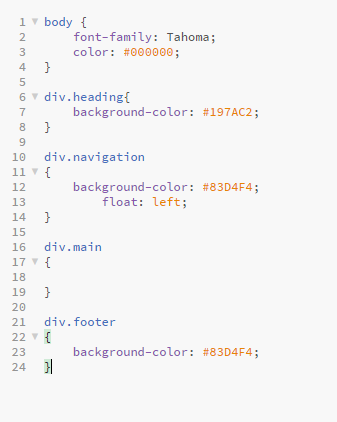 1 body {
2     font-family: Tahoma;
3     color: #000000;
4 }
5
6 div.heading{
7     background-color: #197AC2;
8 }
9
10 div.navigation
11 {
12     background-color: #83D4F4;
13         float: left;
14 }
15
16 div.main
17 {
18
19 }
20
21 div.footer
22 {
23     background-color: #83D4F4;
24 }